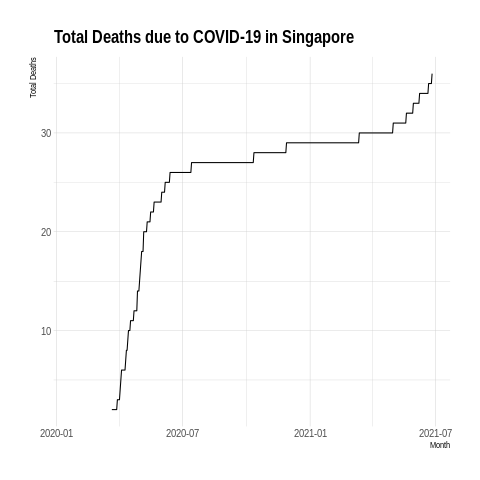 Total Deaths due to COVID-19 in Singapore
Total Deaths
30
20
10
2020-01 2020-07 2021-01 2021-07
Month